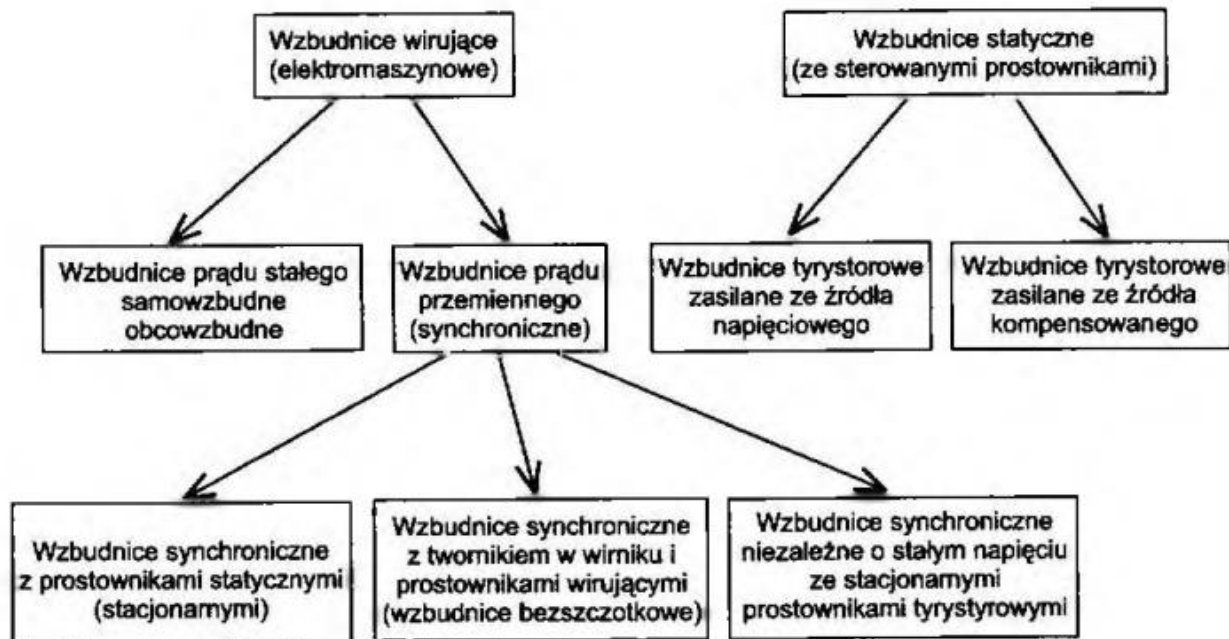 Wzbudnice wirujące
(elektromaszynowe)
Wzbudnice statyczne
(ze sterowanymi prostownikami)
Wzbudnice prądu stałego
samowzbudne
obcowzbudne
Wzbudnice prądu
przemiennego
(synchroniczne)
Wzbudnice tyrystorowe
zasilane ze źródła
napięciowego
Wzbudnice tyrystorowe
zasilane ze źródła
kompensowanego
Wzbudnice synchroniczne
z prostownikami statycznymi
(stacjonarnymi)
Wzbudnice synchroniczne
z twornikiem w wirniku i
prostownikami wirującymi
(wzbudnice bezszczotkowe)
Wzbudnice synchroniczne
niezależne o stałym napięciu
ze stacjonarnymi
prostownikami tyrystyrowymi